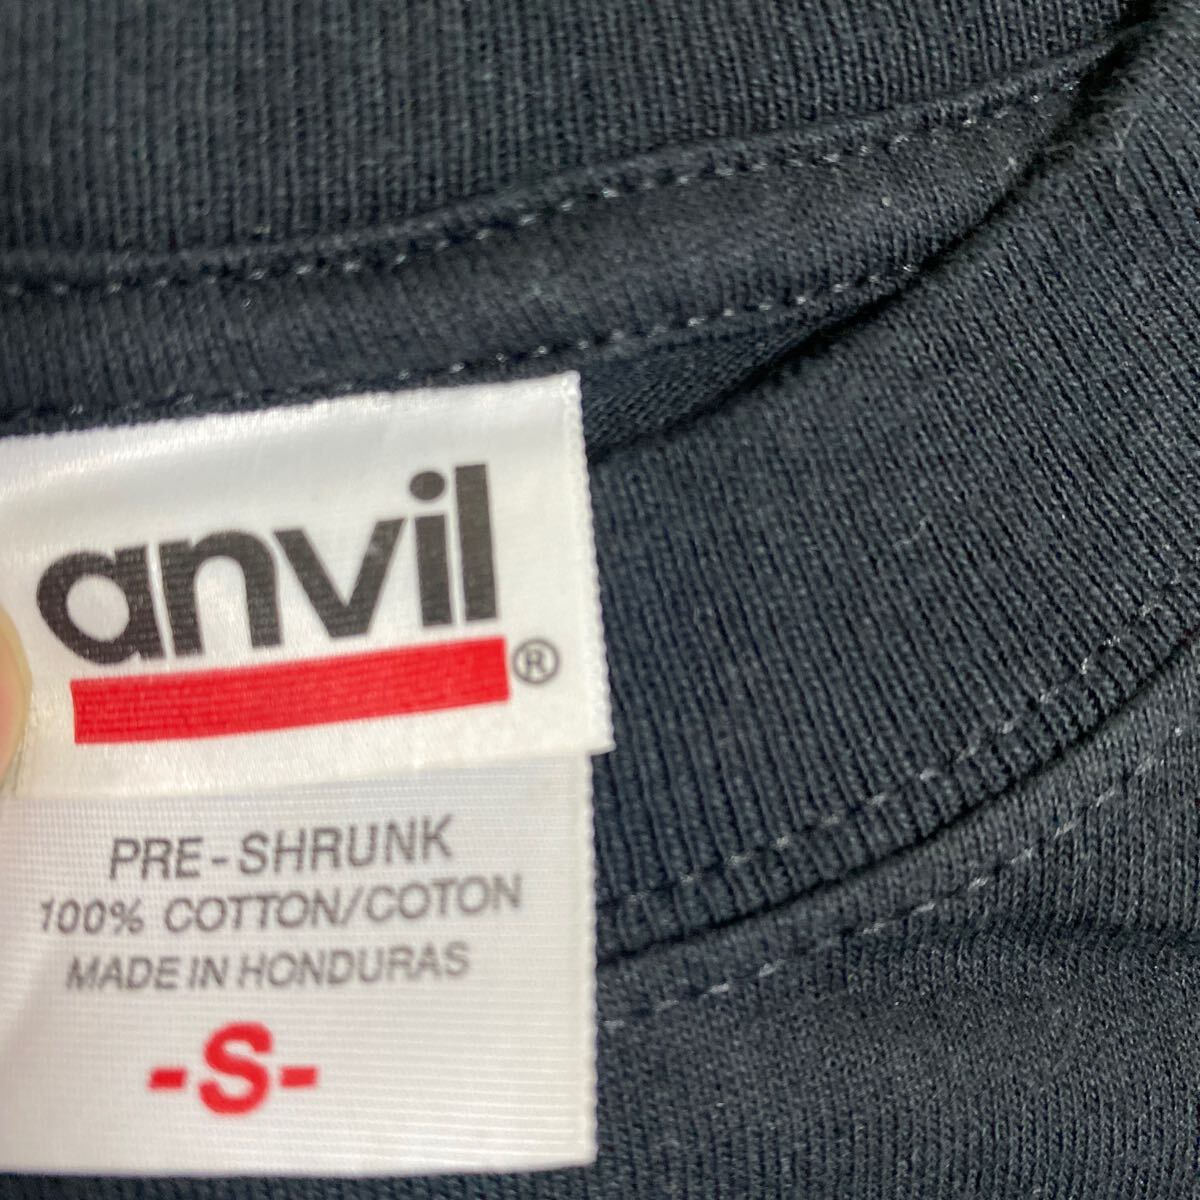 anvil®
PRE-SHRUNK
100% COTTON/COTON
MADE IN HONDURAS
-S-